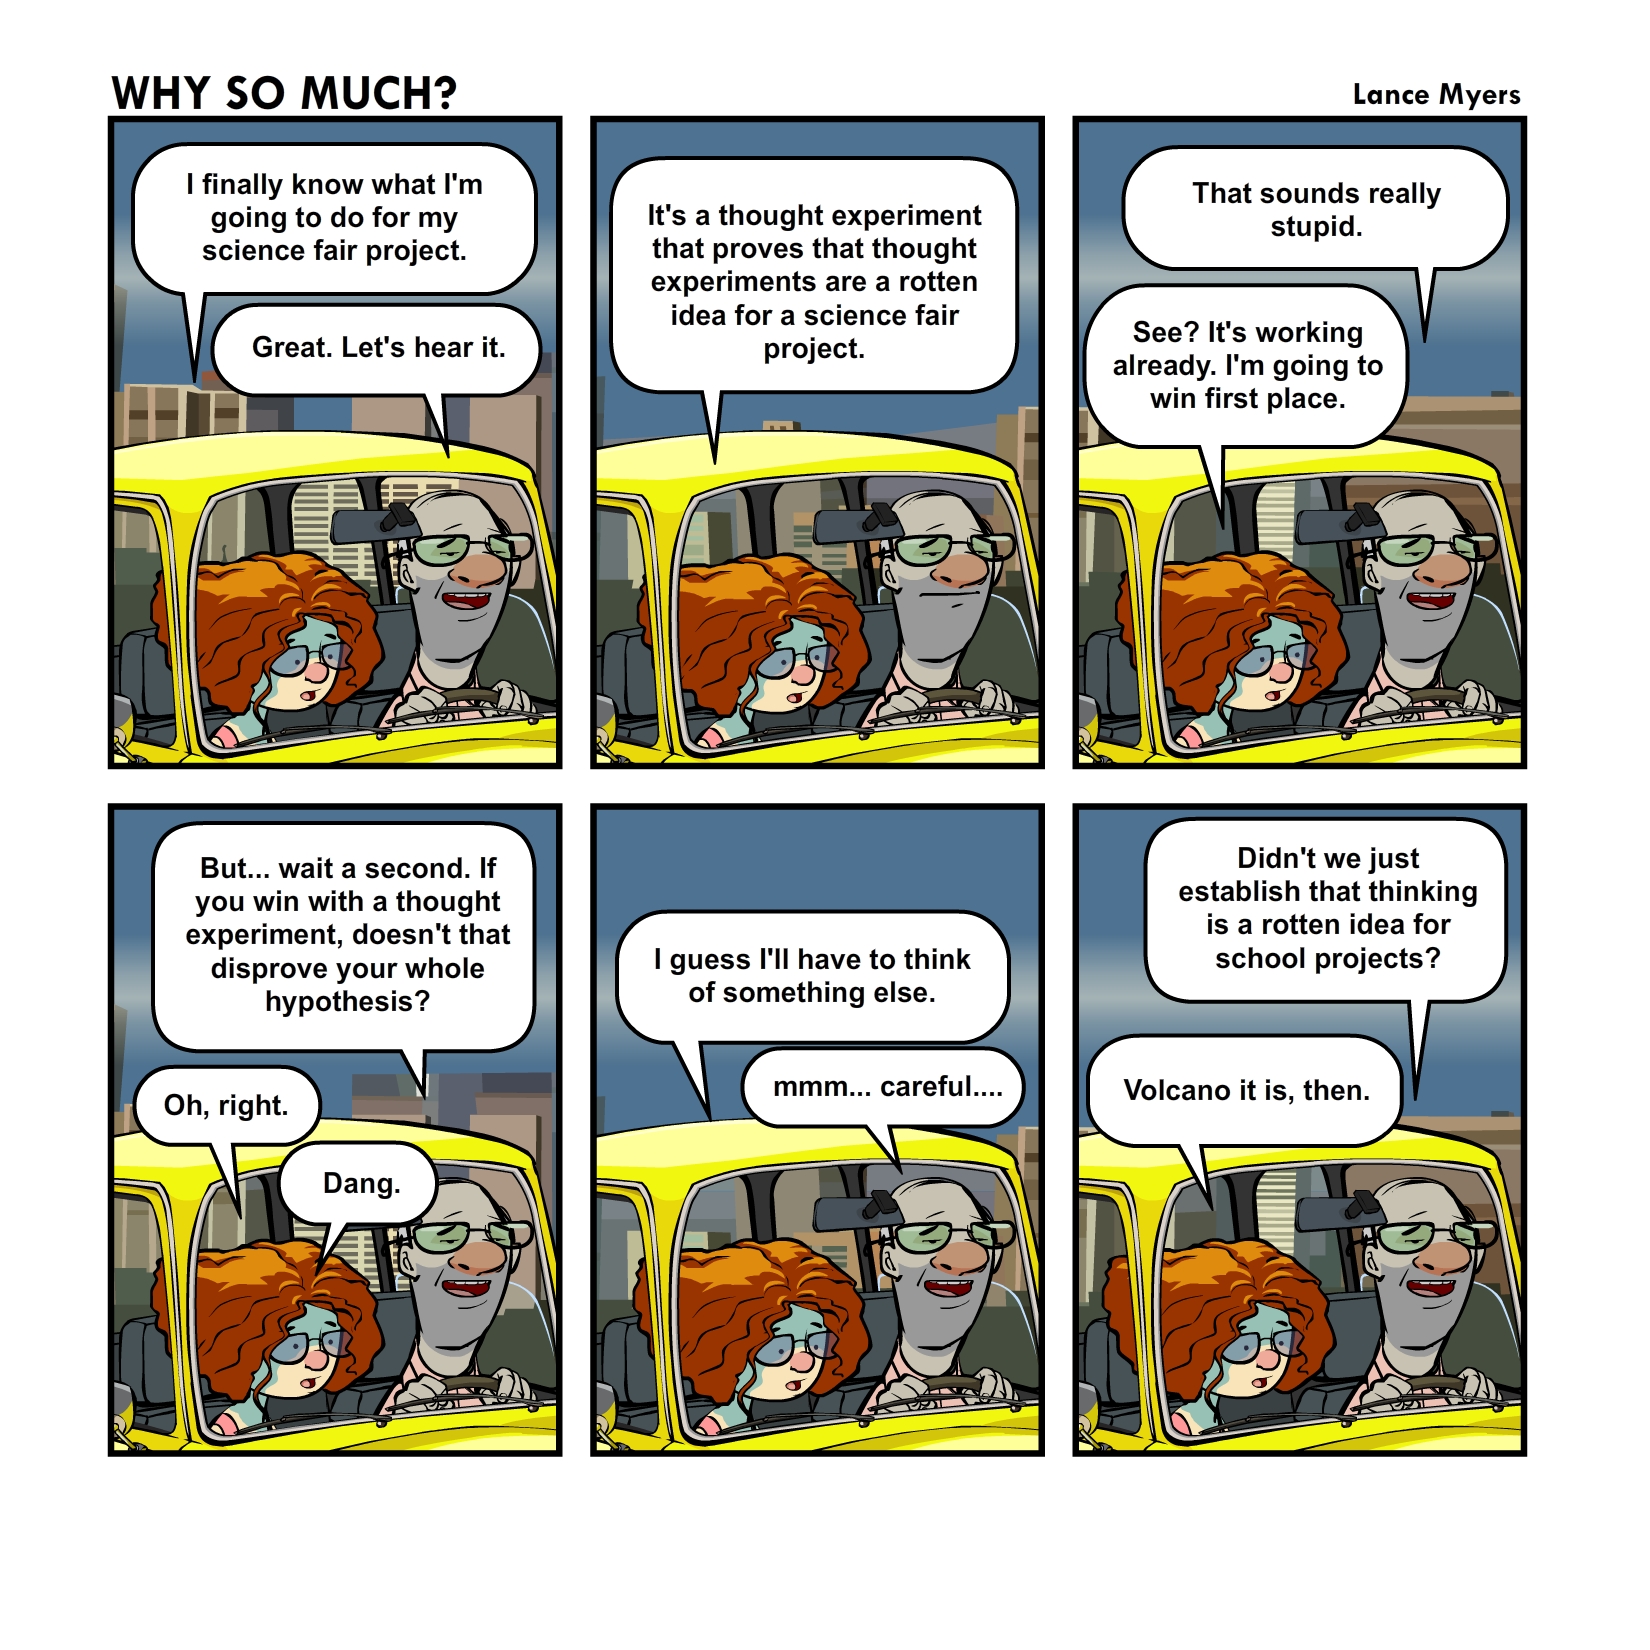 WHY SO MUCH?
Lance Myers
I finally know what I'm
going to do for my
science fair project.
Great. Let's hear it.
It's a thought experiment
that proves that thought
experiments are a rotten
idea for a science fair
project.
That sounds really
stupid.
See? It's working
already. I'm going to
win first place.
But... wait a second. If
you win with a thought
experiment, doesn't that
disprove your whole
hypothesis?
Oh, right.
Dang.
I guess I'll have to think
of something else.
mmm... careful....
Didn't we just
establish that thinking
is a rotten idea for
school projects?
Volcano it is, then.